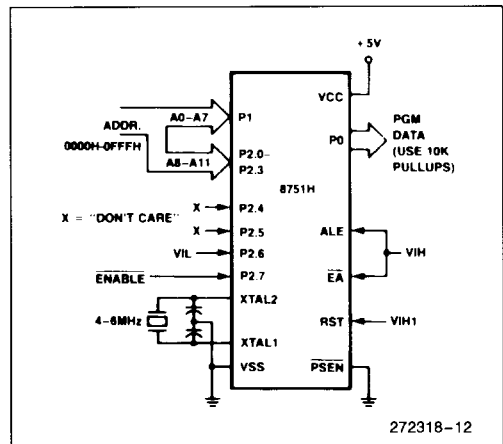 +5V
VCC
A0-A7
P1
ADDR.
0000H-0FFFH
A8-A11
P2.0-
P2.3
P0
PGM
DATA
(USE 10K
PULLUPS)
8751H
X = "DON'T CARE"
X
P2.4
X
P2.5
VIL
P2.6
ENABLE
P2.7
ALE
VIH
EA
XTAL2
4-6MHz
XTAL1
RST
VIH1
VSS
PSEN
272318-12